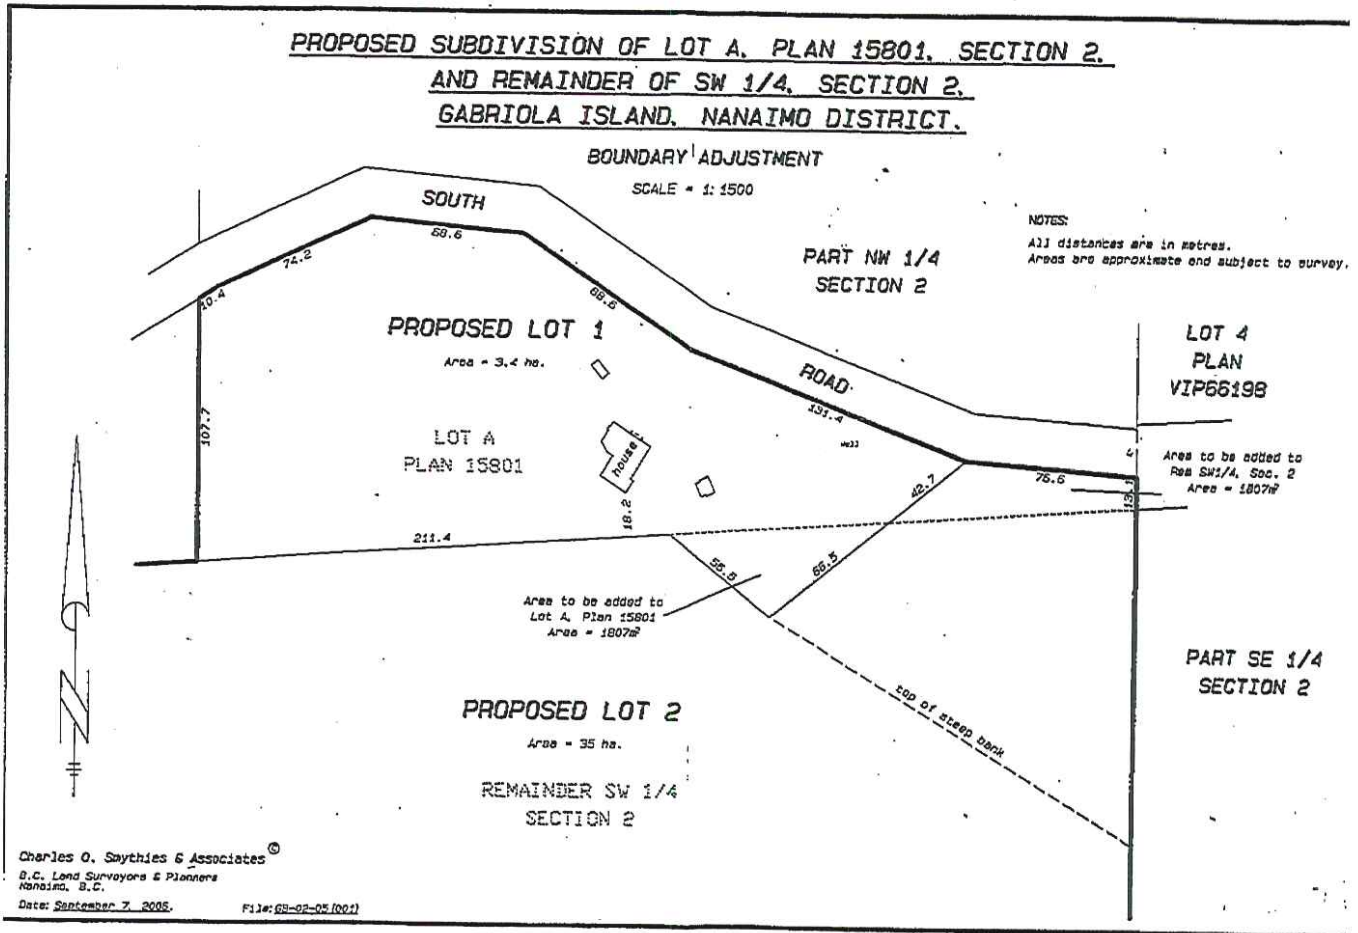 PROPOSED SUBDIVISION OF LOT A, PLAN 15801, SECTION 2,
AND REMAINDER OF SW 1/4, SECTION 2,
GABRIOLA ISLAND, NANAIMO DISTRICT.
BOUNDARY ADJUSTMENT
SCALE = 1:1500
NOTES:
All distances are in metres.
Areas are approximate and subject to survey.
SOUTH
ROAD
PART NW 1/4
SECTION 2
LOT 4
PLAN
VIP66198
10.4
74.2
68.6
131.4
76.6
13.1
107.7
PROPOSED LOT 1
Area = 3.4 ha.
LOT A
PLAN 15801
house
well
18.2
42.7
66.5
55.5
211.4
Area to be added to
Rem SW1/4, Sec. 2
Area = 1807m²
Area to be added to
Lot A, Plan 15801
Area = 1807m²
PART SE 1/4
SECTION 2
top of steep bank
PROPOSED LOT 2
Area = 35 ha.
REMAINDER SW 1/4
SECTION 2
N
Charles O. Smythies & Associates ©
B.C. Land Surveyors & Planners
Nanaimo, B.C.
Date: September 7, 2006.